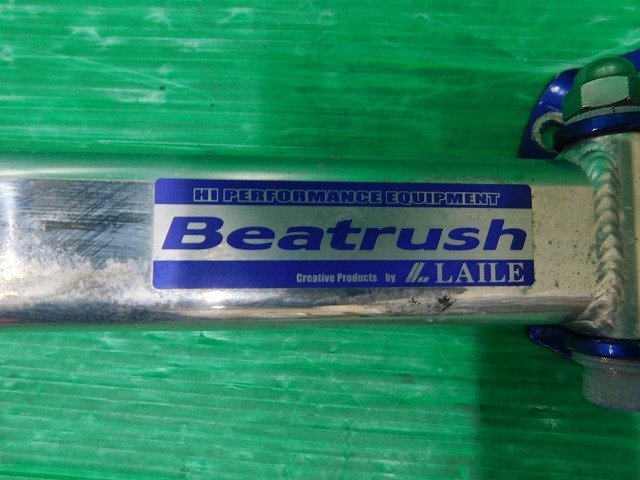 HI PERFORMANCE EQUIPMENT
Beatrush
Creative Products by LAILE